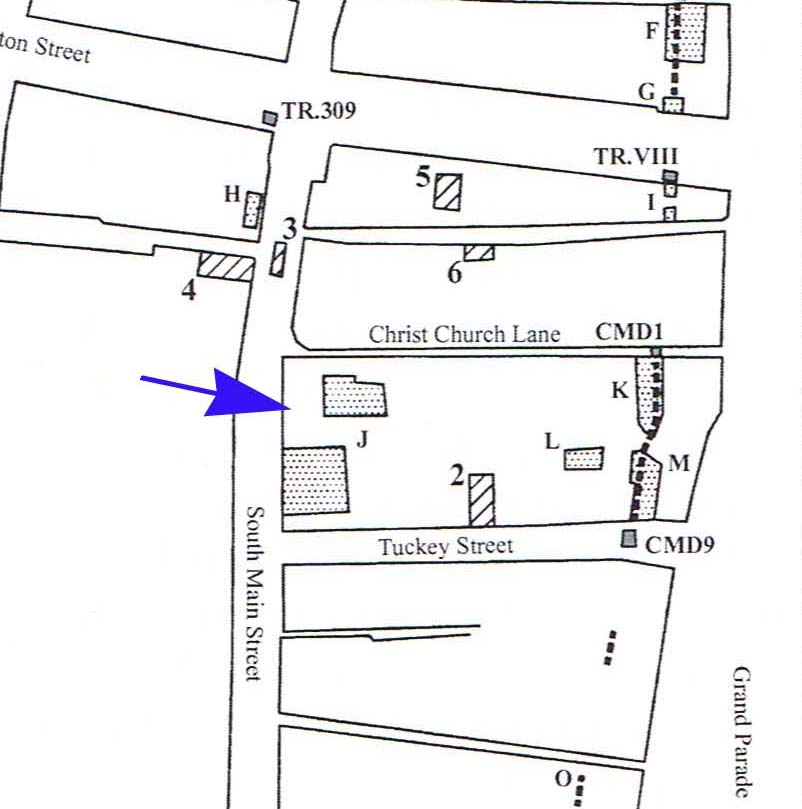 F
ton Street
G
TR.309
TR.VIII
5
H
I
3
6
4
Christ Church Lane
CMD1
K
J
L
M
2
South Main Street
Tuckey Street
CMD9
Grand Parade
O